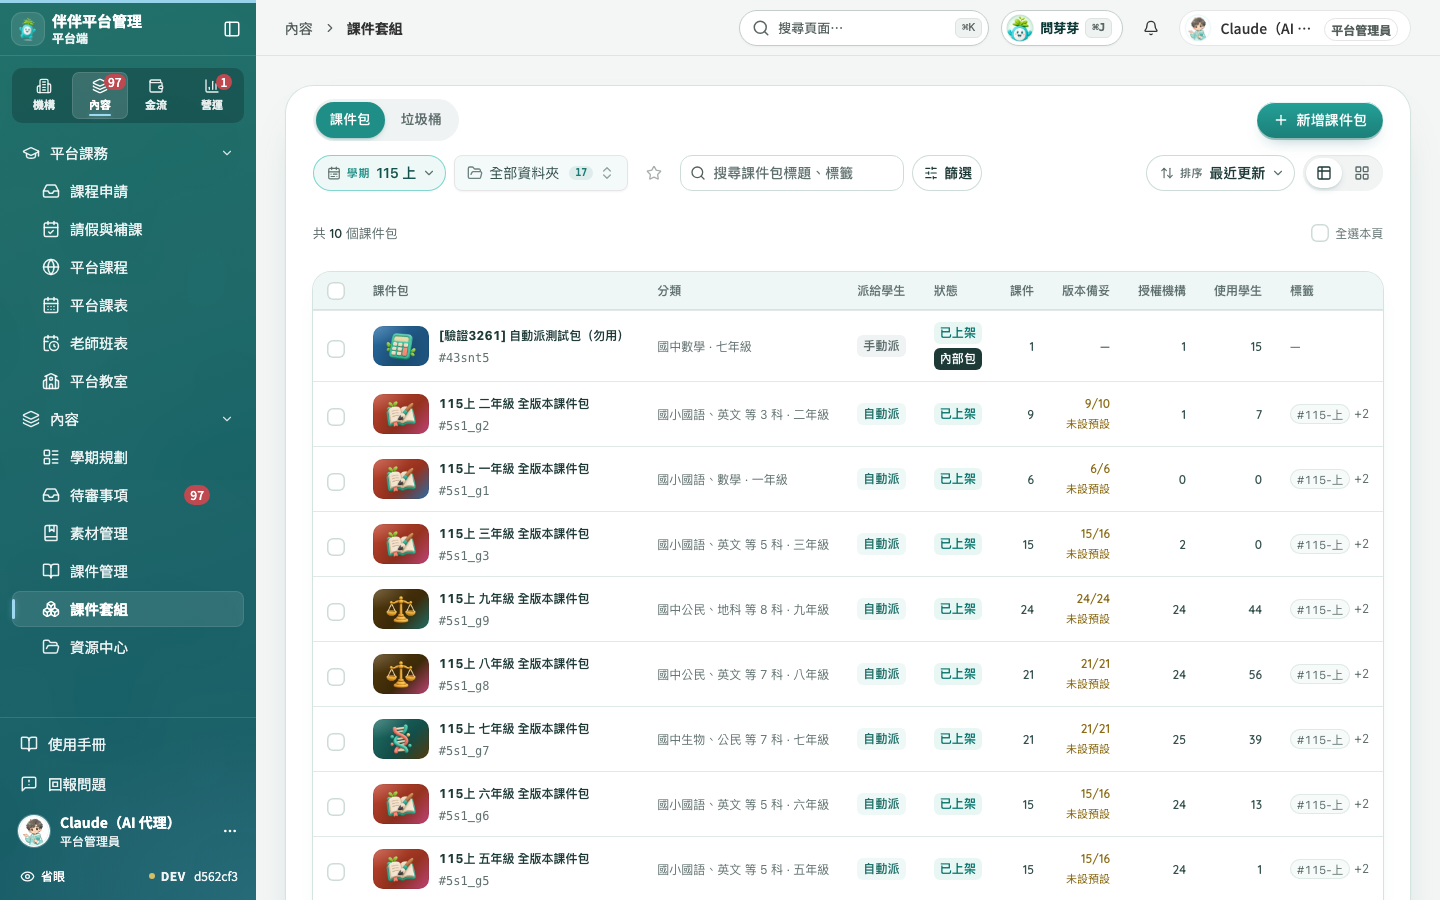 伴伴平台管理
平台端
內容
課件套組
搜尋頁面…
⌘K
問芽芽
⌘J
Claude（AI …
平台管理員
機構
97
內容
金流
1
營運
平台課務
課程申請
請假與補課
平台課程
平台課表
老師班表
平台教室
內容
學期規劃
待審事項
97
素材管理
課件管理
課件套組
資源中心
使用手冊
回報問題
Claude（AI 代理）
平台管理員
省眼
DEV d562cf3
課件包
垃圾桶
新增課件包
學期 115 上
全部資料夾 17
搜尋課件包標題、標籤
篩選
排序 最近更新
共 10 個課件包
全選本頁
課件包 分類 派給學生 狀態 課件 版本備妥 授權機構 使用學生 標籤
[驗證3261] 自動派測試包（勿用）
#43snt5
國中數學 · 七年級 手動派 已上架 內部包 1 — 1 15 —
115上 二年級 全版本課件包
#5s1_g2
國小國語、英文 等 3 科 · 二年級 自動派 已上架 9 9/10 未設預設 1 7 #115-上 +2
115上 一年級 全版本課件包
#5s1_g1
國小國語、數學 · 一年級 自動派 已上架 6 6/6 未設預設 0 0 #115-上 +2
115上 三年級 全版本課件包
#5s1_g3
國小國語、英文 等 5 科 · 三年級 自動派 已上架 15 15/16 未設預設 2 0 #115-上 +2
115上 九年級 全版本課件包
#5s1_g9
國中公民、地科 等 8 科 · 九年級 自動派 已上架 24 24/24 未設預設 24 44 #115-上 +2
115上 八年級 全版本課件包
#5s1_g8
國中公民、英文 等 7 科 · 八年級 自動派 已上架 21 21/21 未設預設 24 56 #115-上 +2
115上 七年級 全版本課件包
#5s1_g7
國中生物、公民 等 7 科 · 七年級 自動派 已上架 21 21/21 未設預設 25 39 #115-上 +2
115上 六年級 全版本課件包
#5s1_g6
國小國語、英文 等 5 科 · 六年級 自動派 已上架 15 15/16 未設預設 24 13 #115-上 +2
115上 五年級 全版本課件包
#5s1_g5
國小國語、英文 等 5 科 · 五年級 自動派 已上架 15 15/16 未設預設 24 1 #115-上 +2